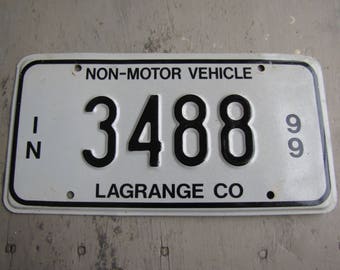 NON-MOTOR VEHICLE
IN
3488
99
LAGRANGE CO